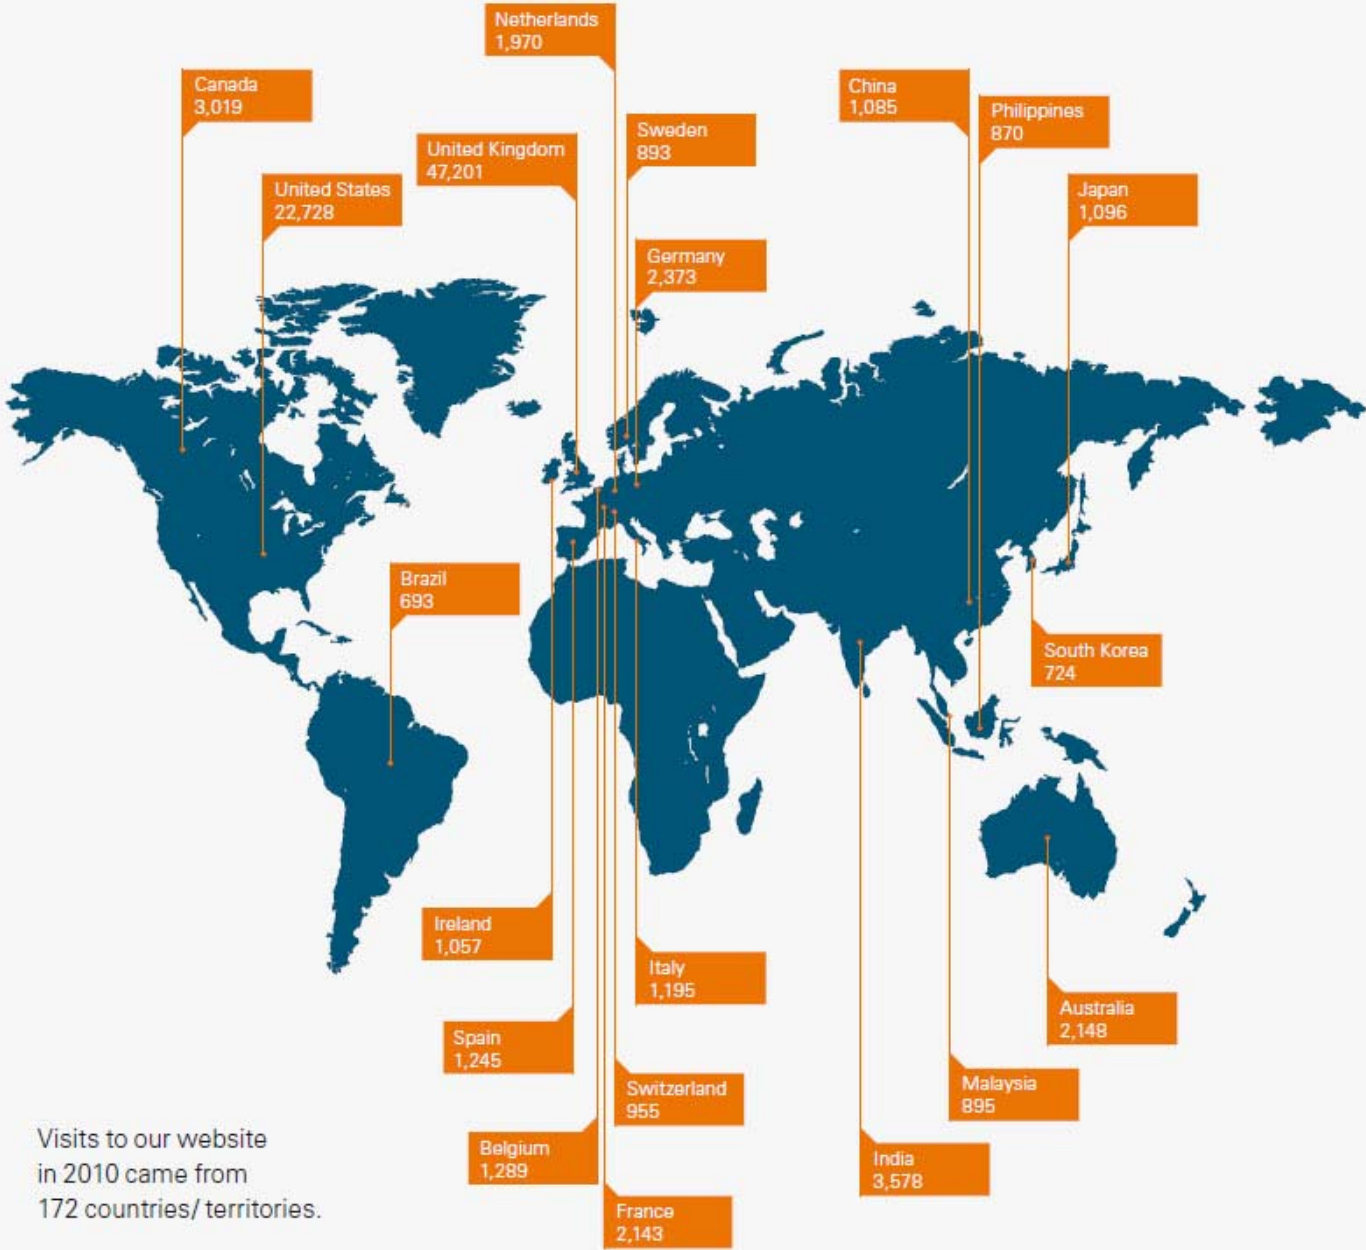 Netherlands
1,970
Canada
3,019
China
1,085
Philippines
870
Sweden
893
United Kingdom
47,201
United States
22,728
Japan
1,096
Germany
2,373
Brazil
693
South Korea
724
Ireland
1,057
Italy
1,195
Australia
2,148
Spain
1,245
Malaysia
895
Switzerland
955
Belgium
1,289
India
3,578
France
2,143
Visits to our website
in 2010 came from
172 countries/ territories.